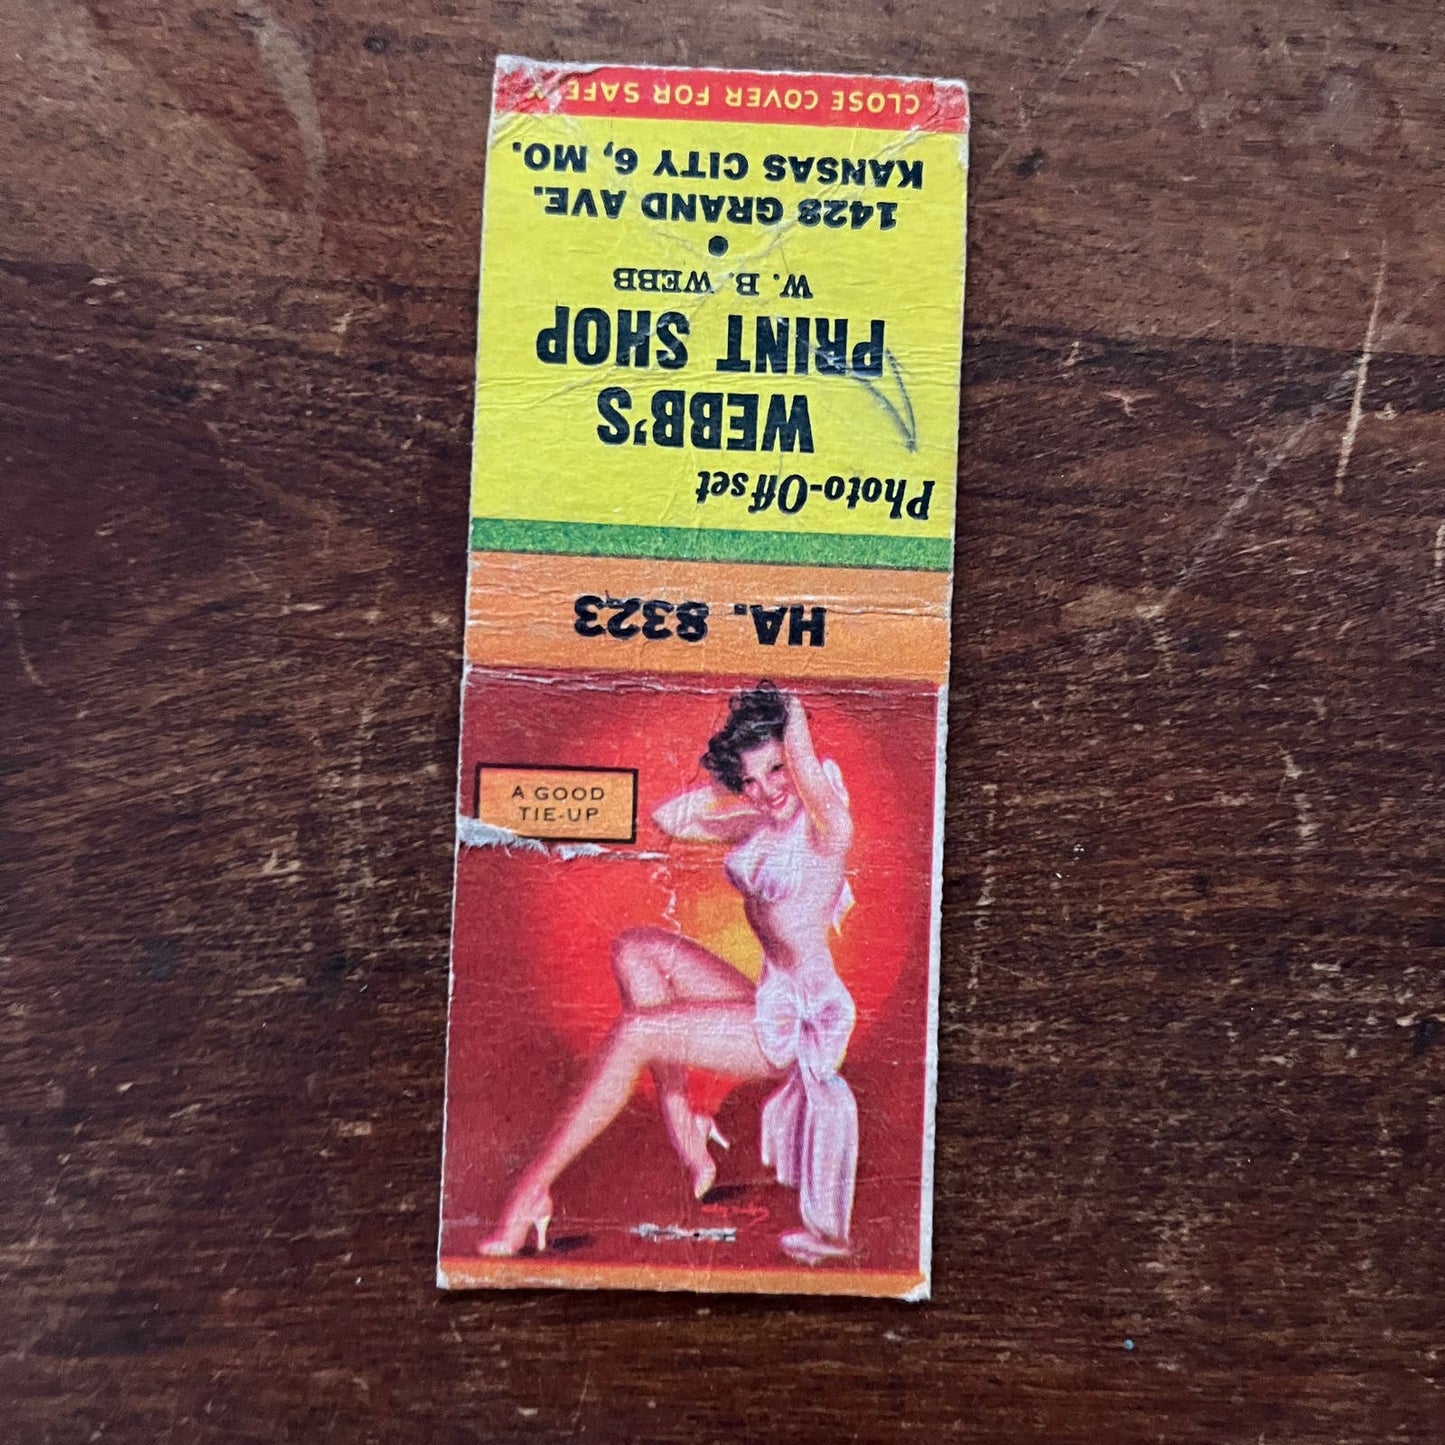 Photo-Offset
WEBB'S
PRINT SHOP
W. B. WEBB
•
1428 GRAND AVE.
KANSAS CITY 6, MO.
CLOSE COVER FOR SAFETY
HA. 8323
A GOOD
TIE-UP